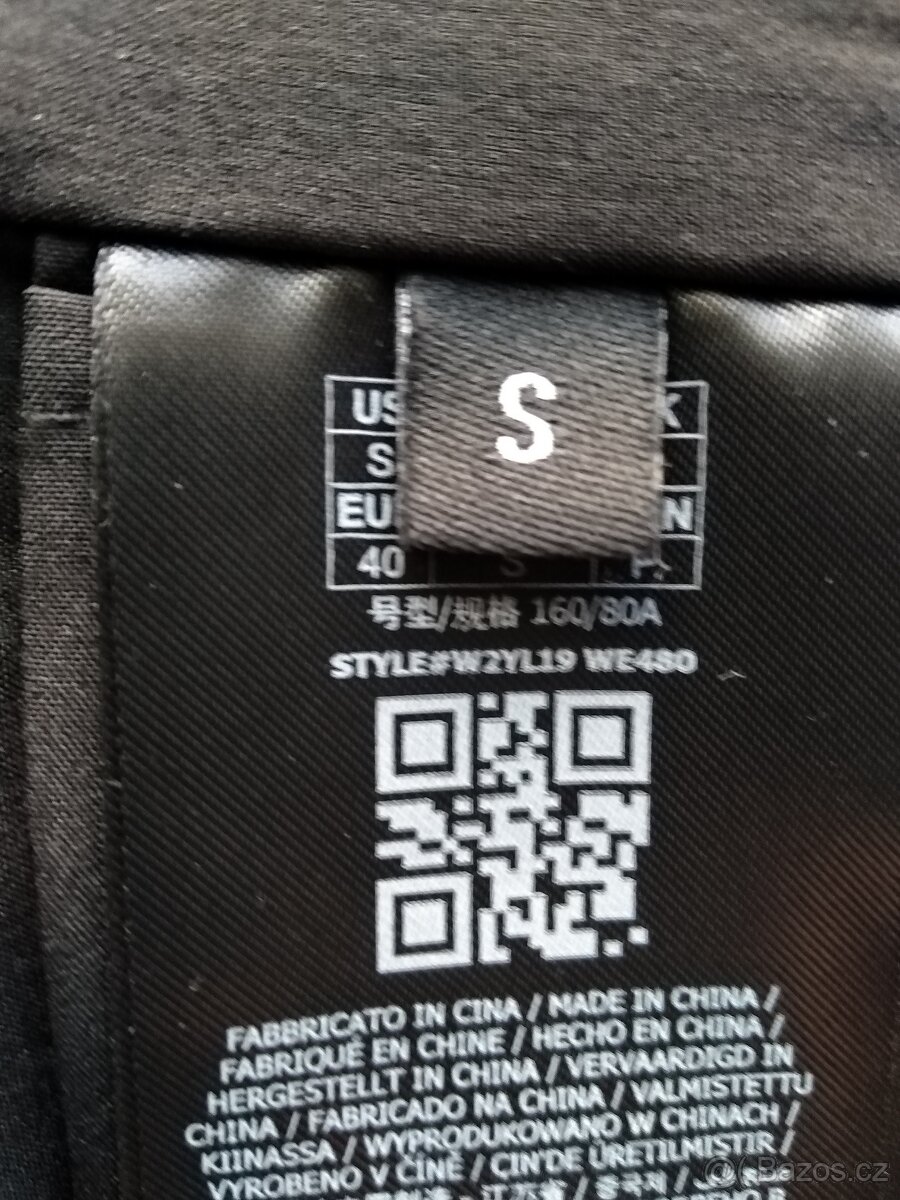 S
US
S
EU
40 S
号型/规格 160/80A
STYLE#W2YL19 WE480
FABBRICATO IN CINA / MADE IN CHINA /
FABRIQUÉ EN CHINE / HECHO EN CHINA /
HERGESTELLT IN CHINA / VERVAARDIGD IN
CHINA / FABRICADO NA CHINA / VALMISTETTU
KIINASSA / WYPRODUKOWANO W CHINACH /
VYROBENO V ČÍNĚ / CIN'DE ÜRETILMISTIR /
@ Bazos.cz